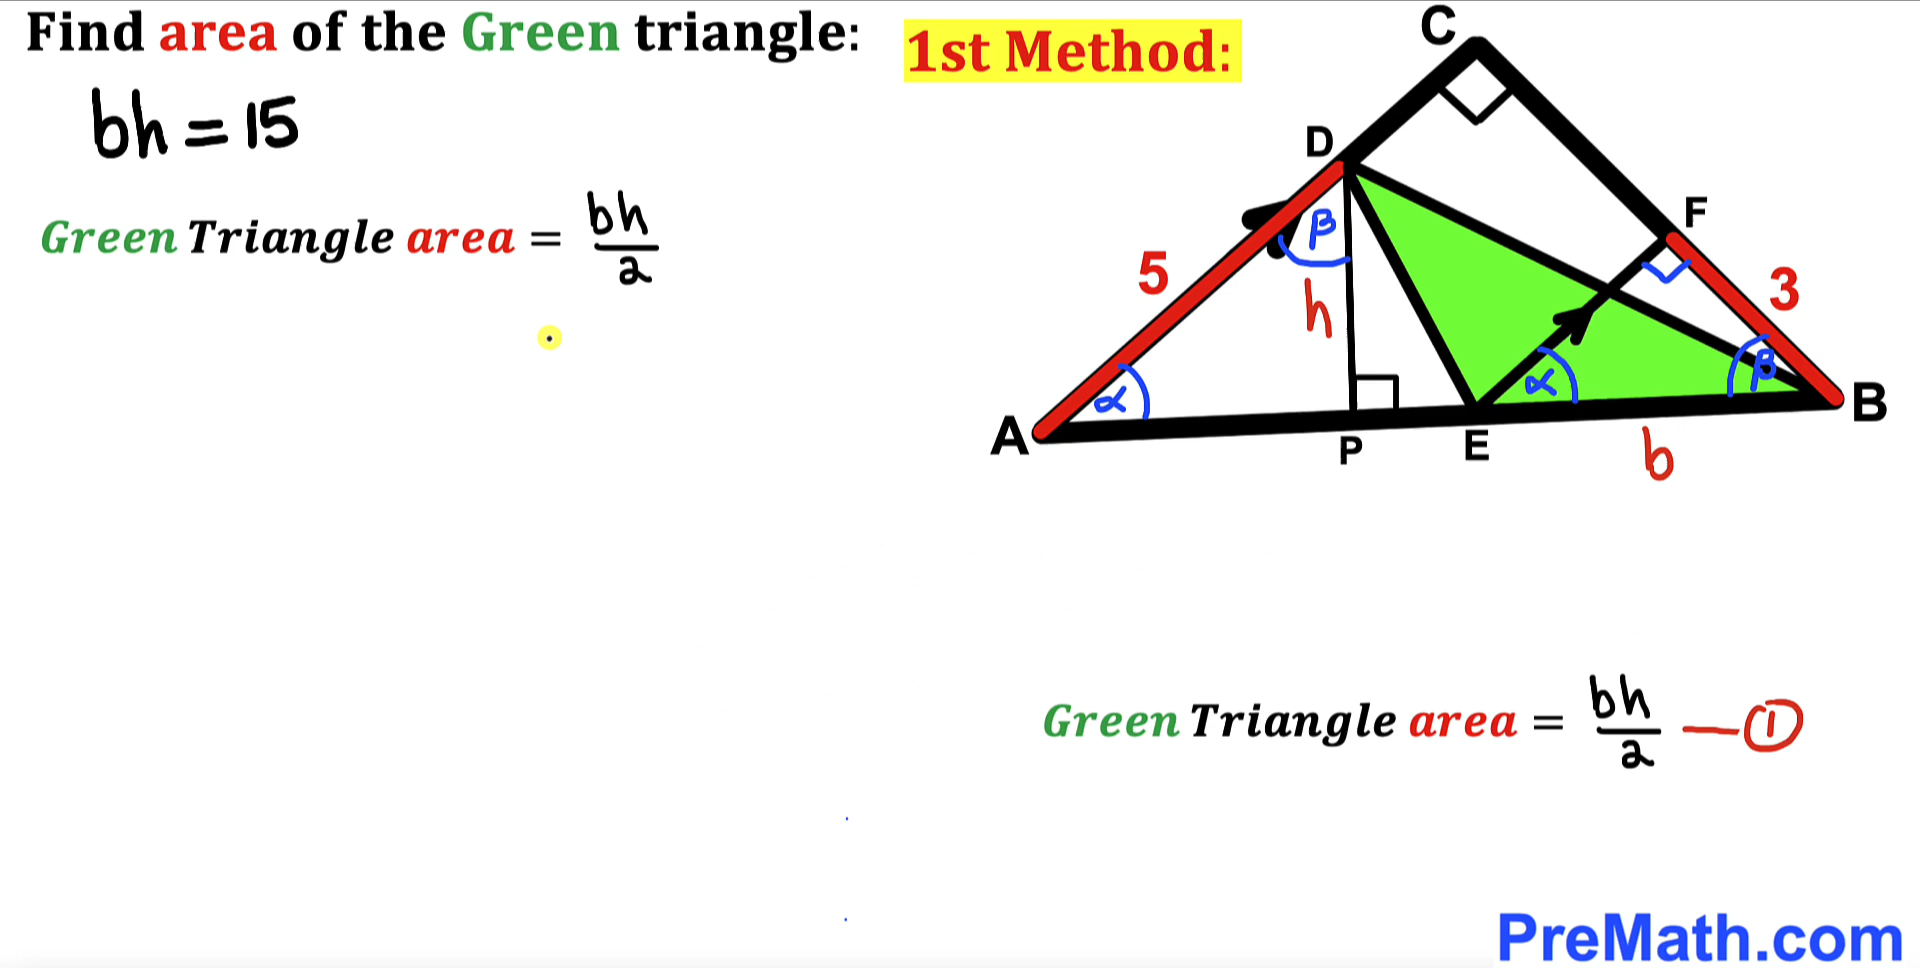 Find area of the Green triangle:
1st Method:
bh = 15
Green Triangle area = bh/2
C
D
F
β
5
h
3
α
α
β
A
P
E
b
B
Green Triangle area = bh/2 — ①
PreMath.com